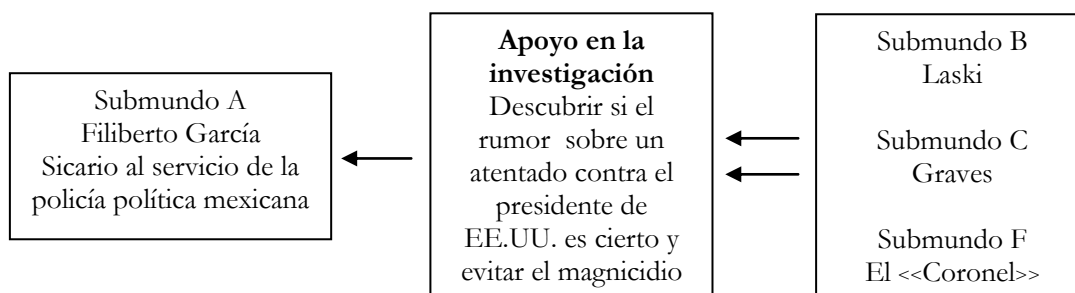 Submundo A
Filiberto García
Sicario al servicio de la
policía política mexicana
Apoyo en la
investigación
Descubrir si el
rumor sobre un
atentado contra el
presidente de
EE.UU. es cierto y
evitar el magnicidio
Submundo B
Laski
Submundo C
Graves
Submundo F
El <<Coronel>>